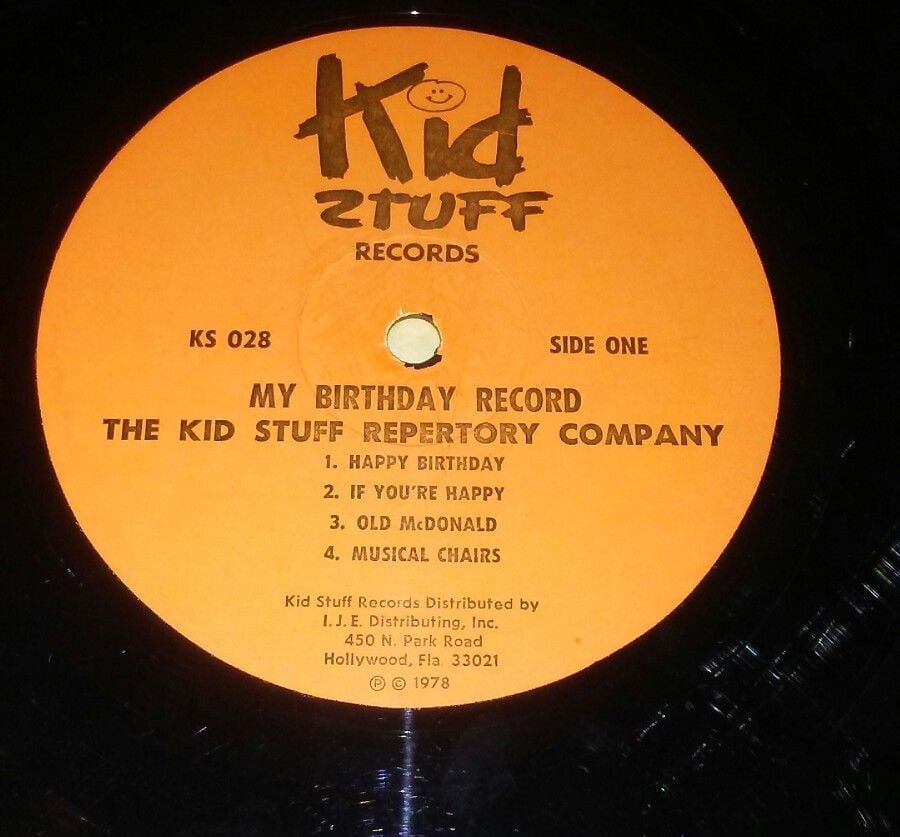 Kid
STUFF
RECORDS
KS 028
SIDE ONE
MY BIRTHDAY RECORD
THE KID STUFF REPERTORY COMPANY
1. HAPPY BIRTHDAY
2. IF YOU'RE HAPPY
3. OLD McDONALD
4. MUSICAL CHAIRS
Kid Stuff Records Distributed by
I.J.E. Distributing, Inc.
450 N. Park Road
Hollywood, Fla 33021
℗ © 1978